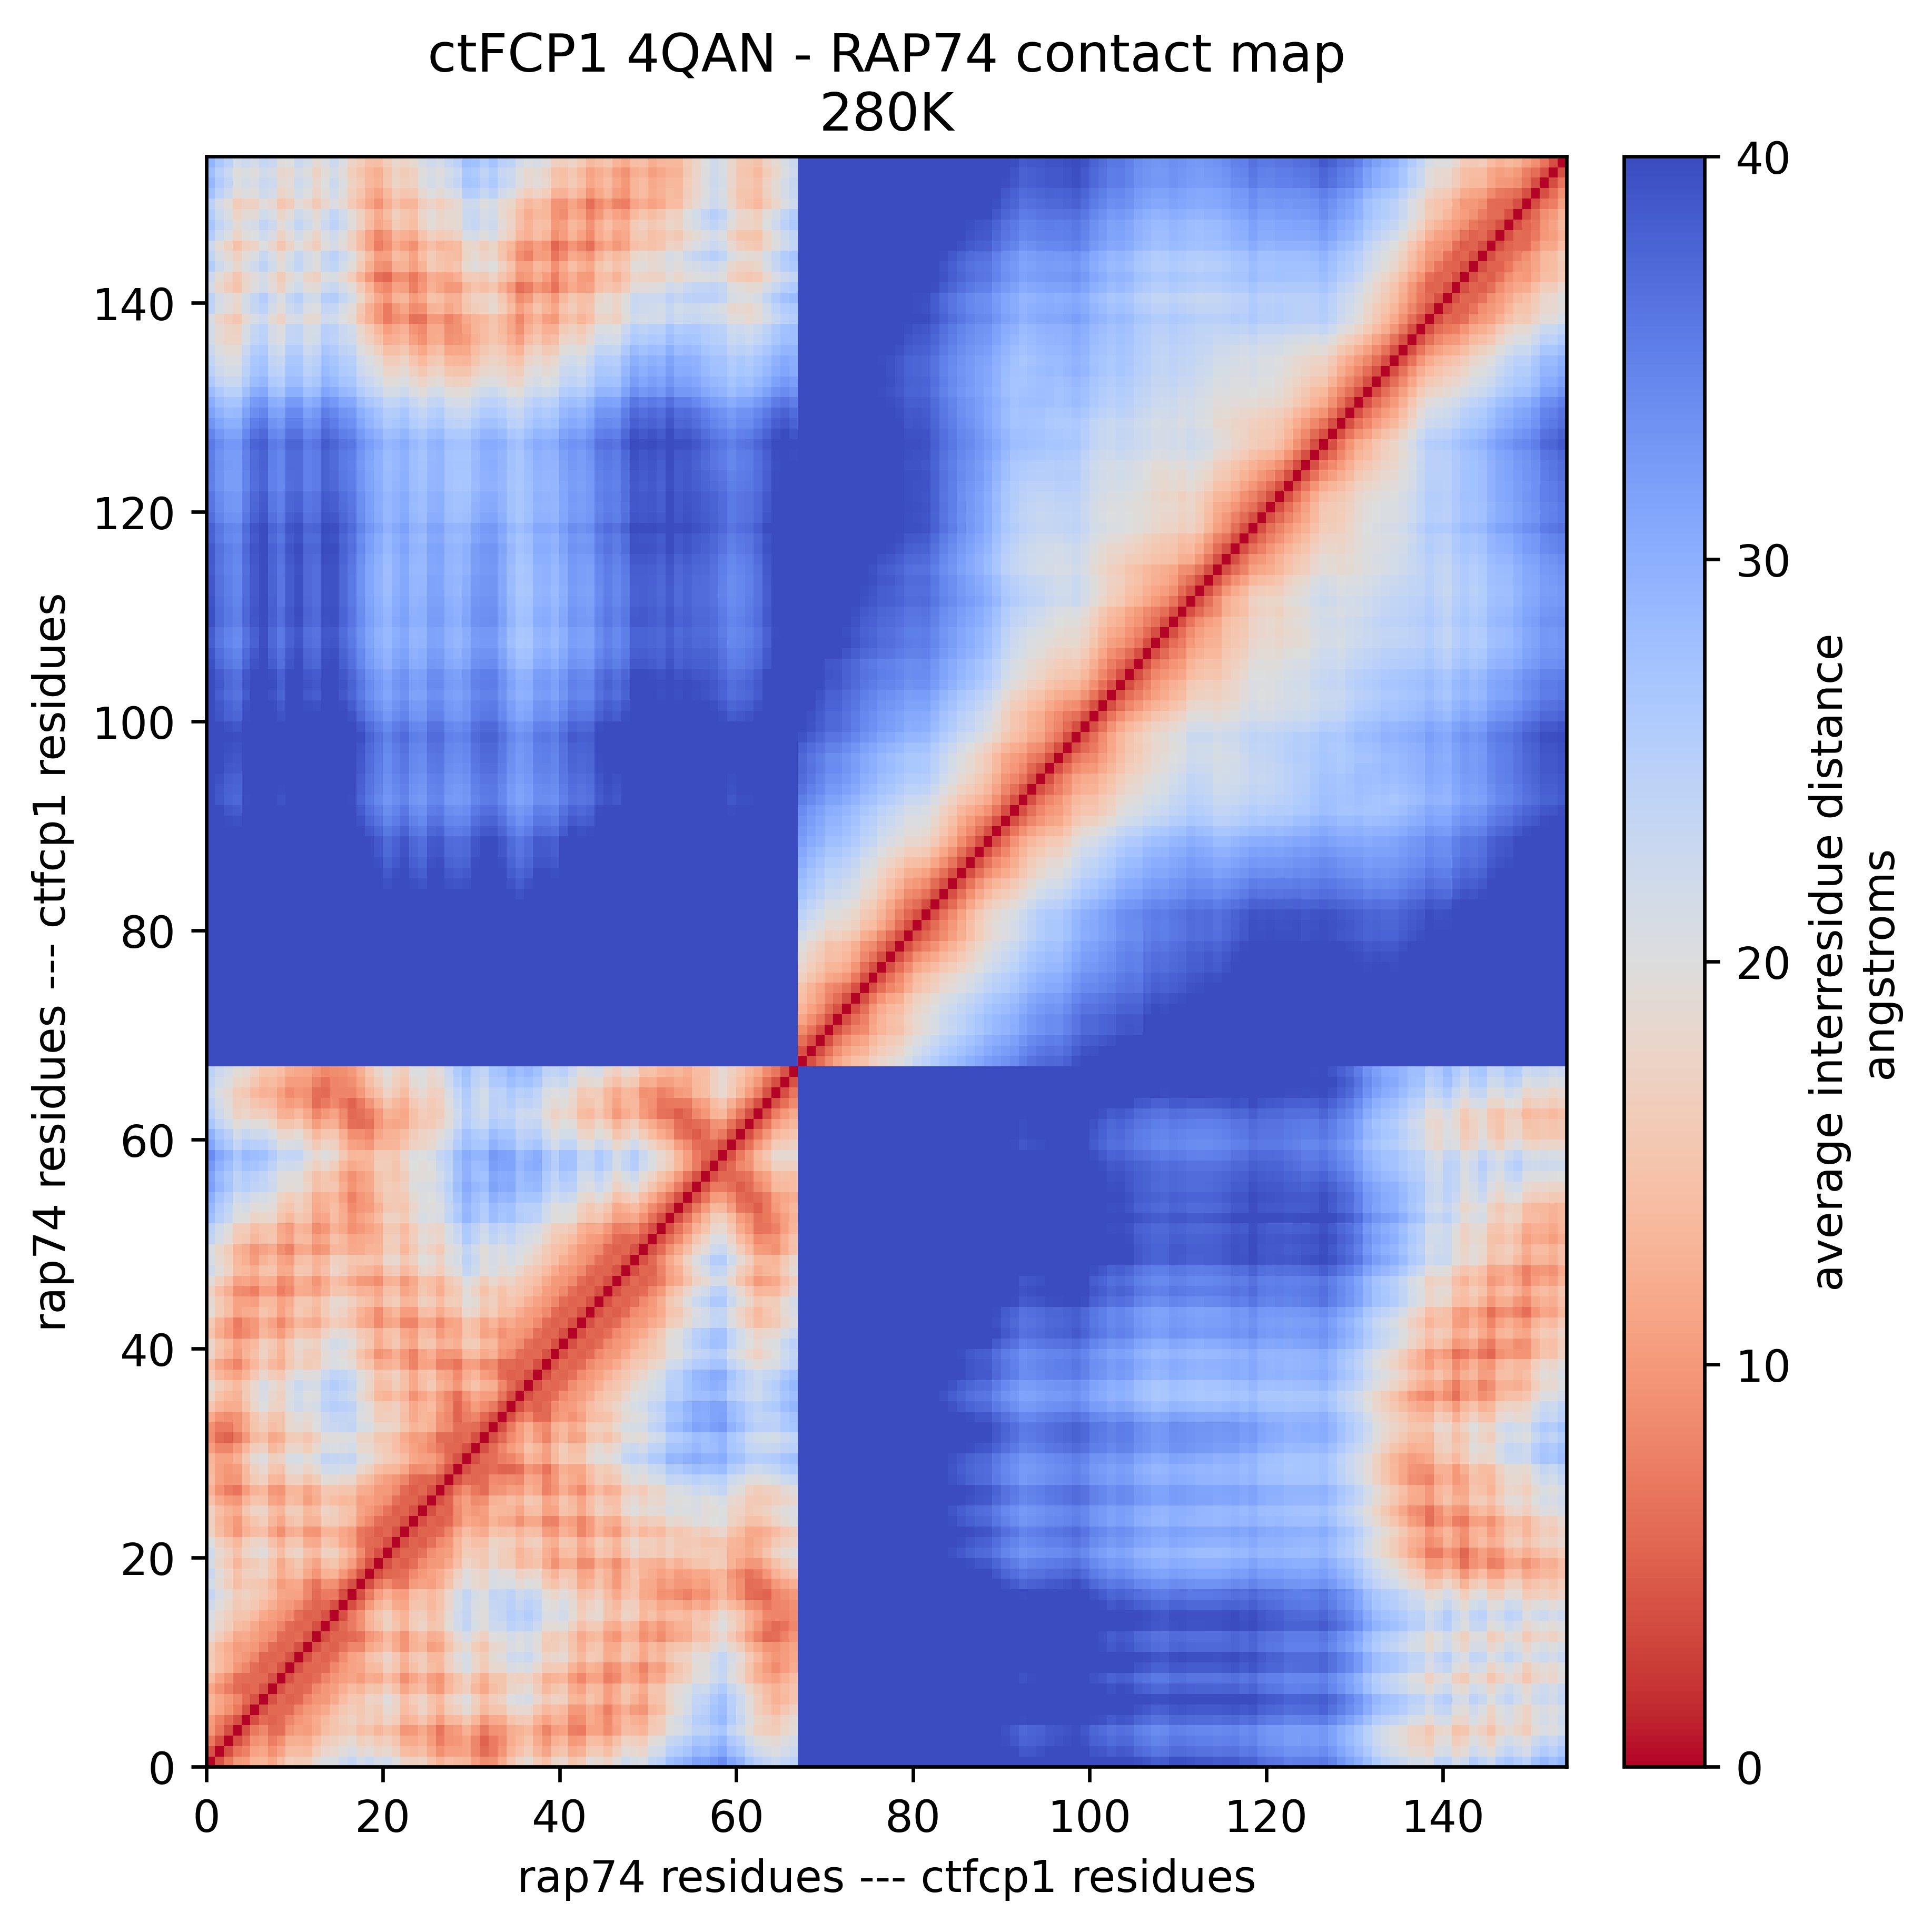 ctFCP1 4QAN - RAP74 contact map
280K
rap74 residues --- ctfcp1 residues
140
120
100
80
60
40
20
0
0 20 40 60 80 100 120 140
rap74 residues --- ctfcp1 residues
40
30
20
10
0
average interresidue distance
angstroms